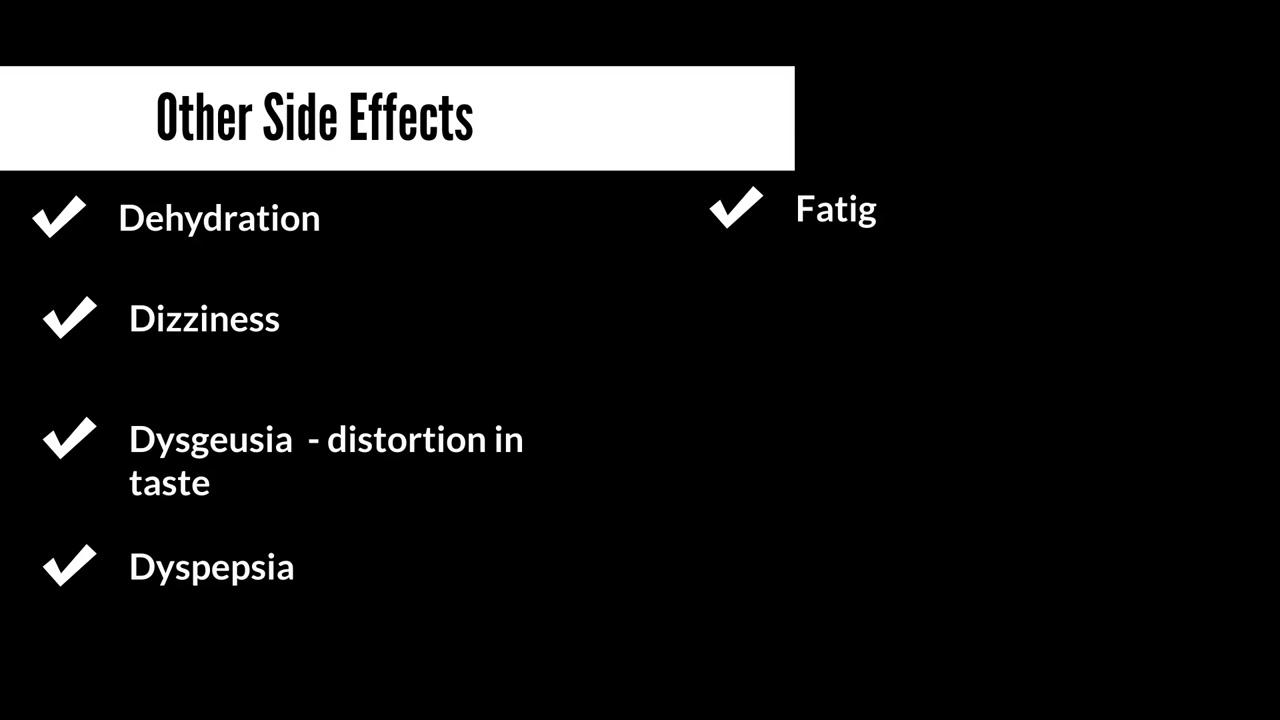 Other Side Effects
Dehydration
Dizziness
Dysgeusia - distortion in
taste
Dyspepsia
Fatig